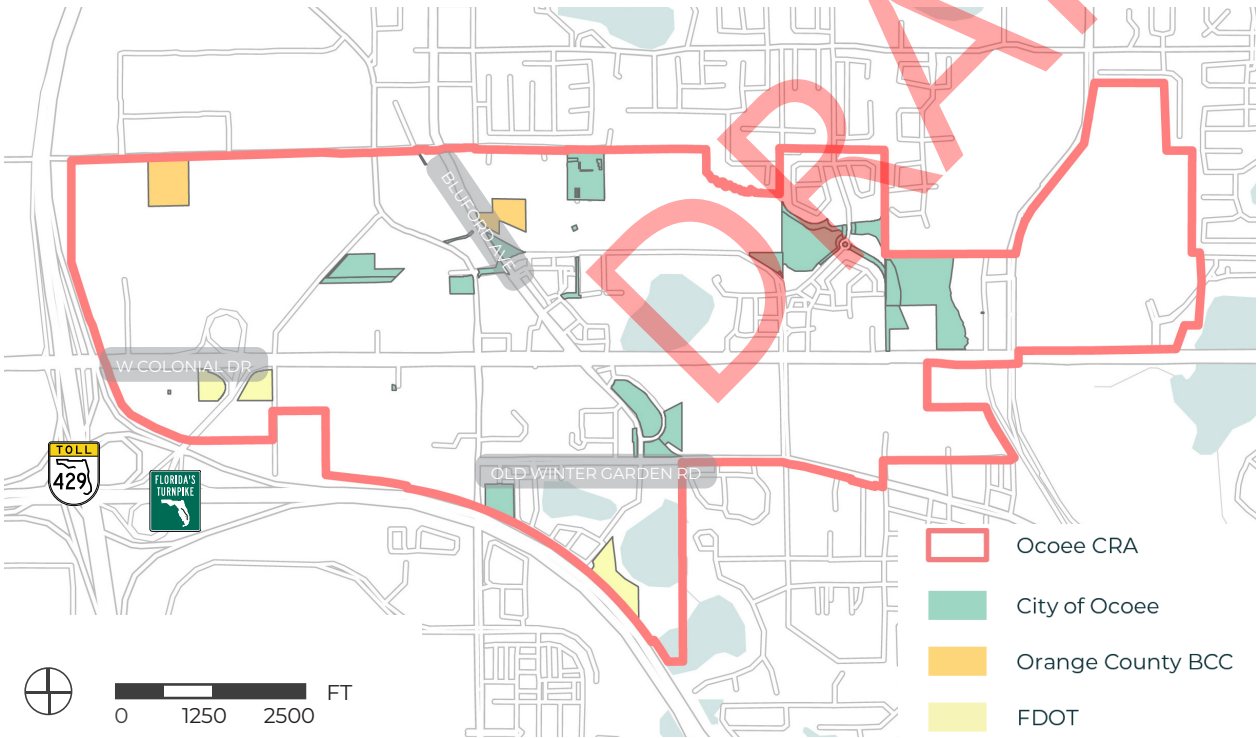 DRA
BLUFORD AVE
W COLONIAL DR
OLD WINTER GARDEN RD
TOLL
429
FLORIDA'S
TURNPIKE
Ocoee CRA
City of Ocoee
Orange County BCC
FDOT
FT
0 1250 2500